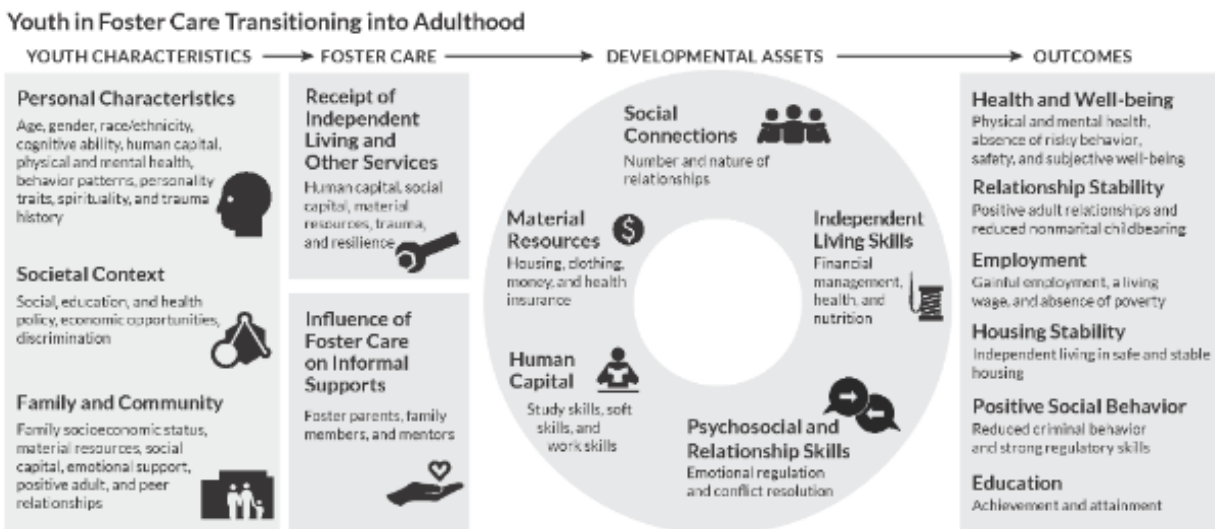 Youth in Foster Care Transitioning into Adulthood
YOUTH CHARACTERISTICS
FOSTER CARE
DEVELOPMENTAL ASSETS
OUTCOMES
Personal Characteristics
Age, gender, race/ethnicity,
cognitive ability, human capital,
physical and mental health,
behavior patterns, personality
traits, spirituality, and trauma
history
Societal Context
Social, education, and health
policy, economic opportunities,
discrimination
Family and Community
Family socioeconomic status,
material resources, social
capital, emotional support,
positive adult, and peer
relationships
Receipt of
Independent
Living and
Other Services
Human capital, social
capital, material
resources, trauma,
and resilience
Influence of
Foster Care
on Informal
Supports
Foster parents, family
members, and mentors
Social
Connections
Number and nature of
relationships
Material
Resources
$
Housing, clothing,
money, and health
insurance
Independent
Living Skills
Financial
management,
health, and
nutrition
Human
Capital
Study skills, soft
skills, and
work skills
Psychosocial and
Relationship Skills
Emotional regulation
and conflict resolution
Health and Well-being
Physical and mental health,
absence of risky behavior,
safety, and subjective well-being
Relationship Stability
Positive adult relationships and
reduced nonmarital childbearing
Employment
Gainful employment, a living
wage, and absence of poverty
Housing Stability
Independent living in safe and stable
housing
Positive Social Behavior
Reduced criminal behavior
and strong regulatory skills
Education
Achievement and attainment